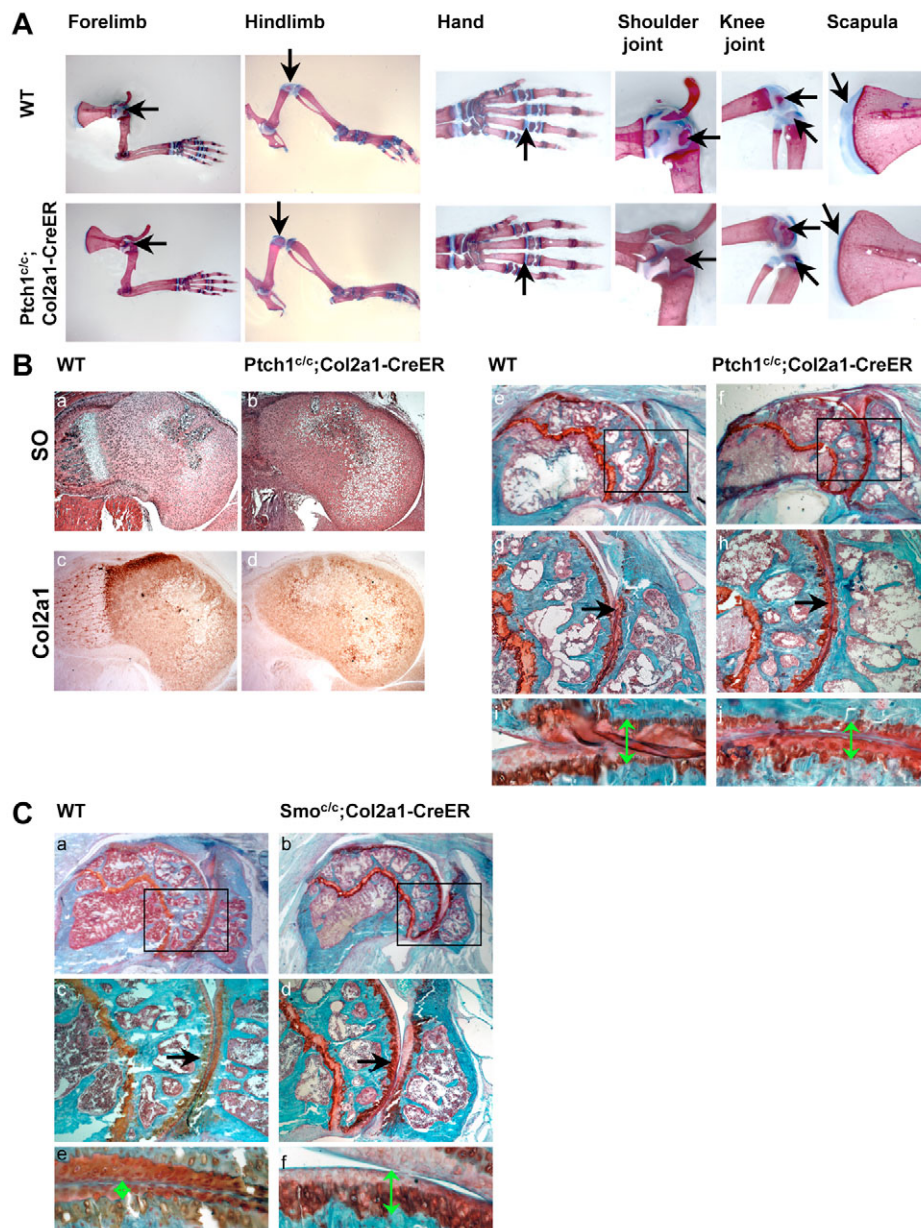 A
Forelimb
Hindlimb
Hand
Shoulder
joint
Knee
joint
Scapula
WT
Ptch1c/c;
Col2a1-CreER
B
WT
Ptch1c/c;Col2a1-CreER
SO
a
b
Col2a1
c
d
WT
Ptch1c/c;Col2a1-CreER
e
f
g
h
i
j
C
WT
Smoc/c;Col2a1-CreER
a
b
c
d
e
f